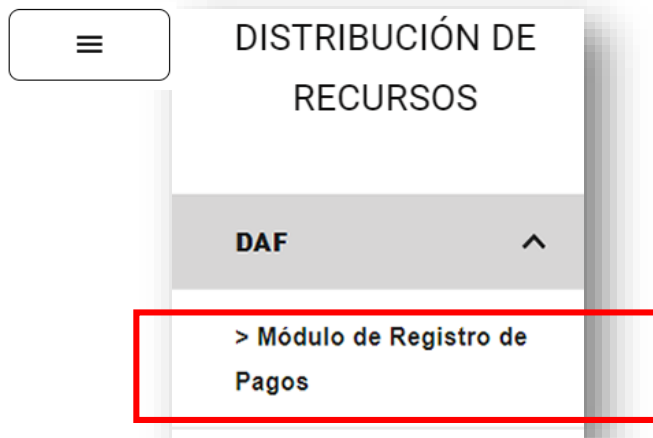 DISTRIBUCIÓN DE
RECURSOS
DAF
> Módulo de Registro de
Pagos